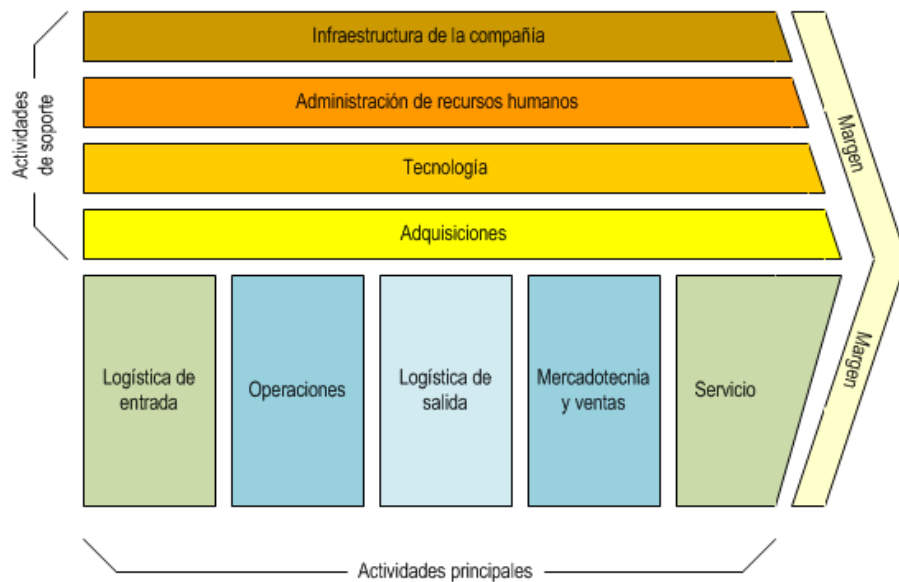 Infraestructura de la compañía
Administración de recursos humanos
Tecnología
Adquisiciones
Actividades
de soporte
Margen
Margen
Logística de
entrada
Operaciones
Logística de
salida
Mercadotecnia
y ventas
Servicio
Actividades principales